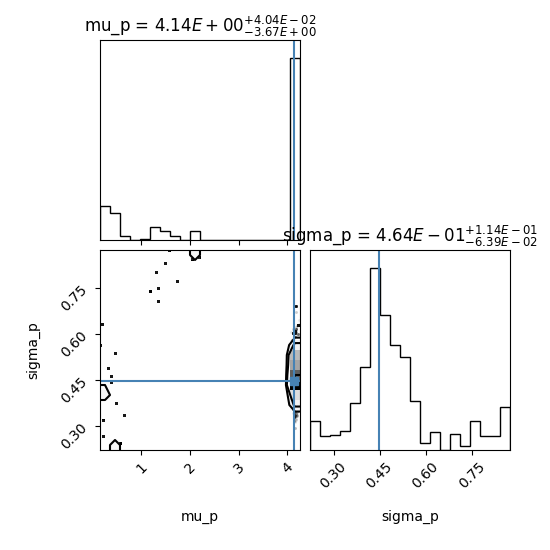 mu_p = 4.14E + 00+4.04E − 02 −3.67E + 00
sigma_p = 4.64E − 01+1.14E − 01 −6.39E − 02
sigma_p
0.75
0.60
0.45
0.30
1 2 3 4
0.30 0.45 0.60 0.75
mu_p sigma_p